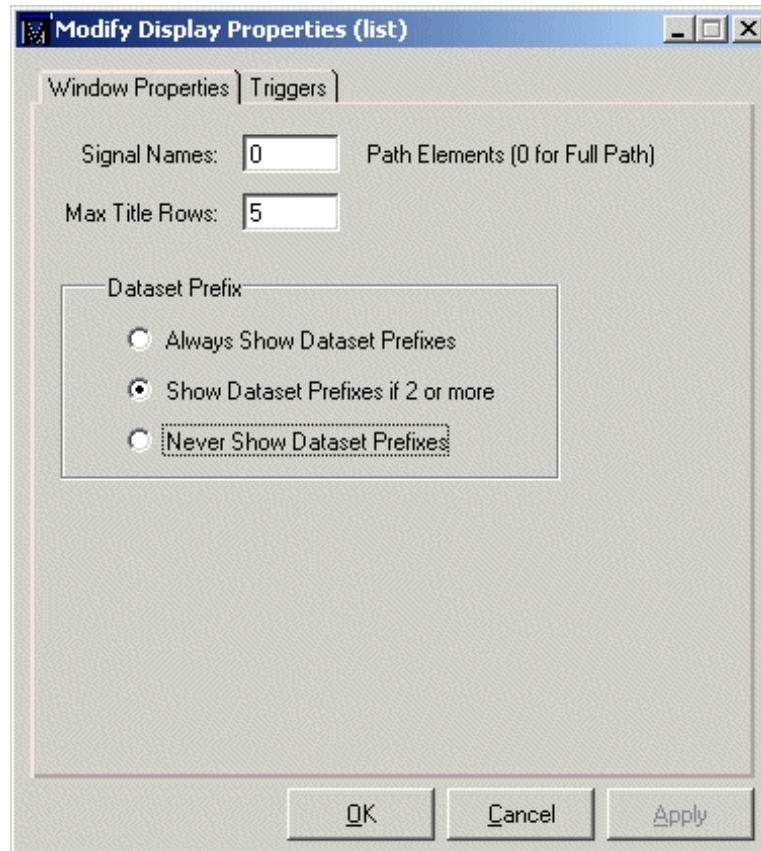 Modify Display Properties (list)
Window Properties Triggers
Signal Names: 0 Path Elements (0 for Full Path)
Max Title Rows: 5
Dataset Prefix
Always Show Dataset Prefixes
Show Dataset Prefixes if 2 or more
Never Show Dataset Prefixes
OK Cancel Apply